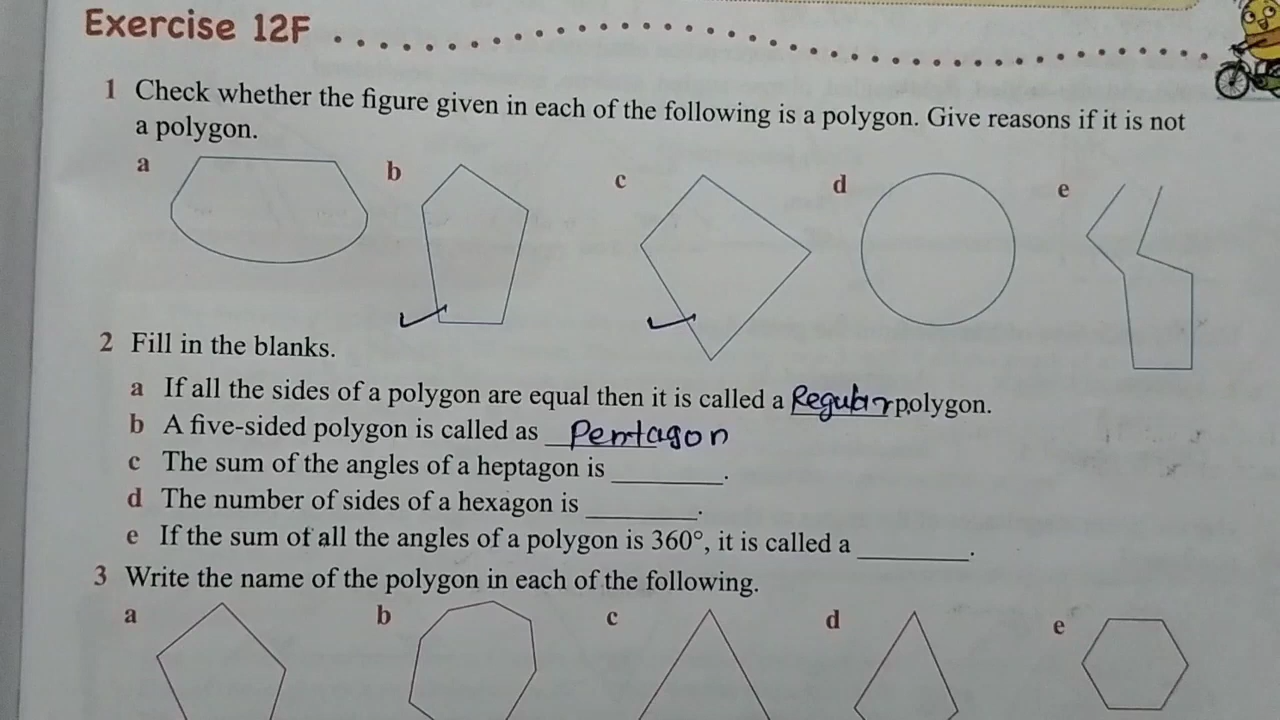 Exercise 12F
1 Check whether the figure given in each of the following is a polygon. Give reasons if it is not
a polygon.
a b c d e
2 Fill in the blanks.
a If all the sides of a polygon are equal then it is called a Regular polygon.
b A five-sided polygon is called as Pentagon
c The sum of the angles of a heptagon is ________.
d The number of sides of a hexagon is ________.
e If the sum of all the angles of a polygon is 360°, it is called a ________.
3 Write the name of the polygon in each of the following.
a b c d e